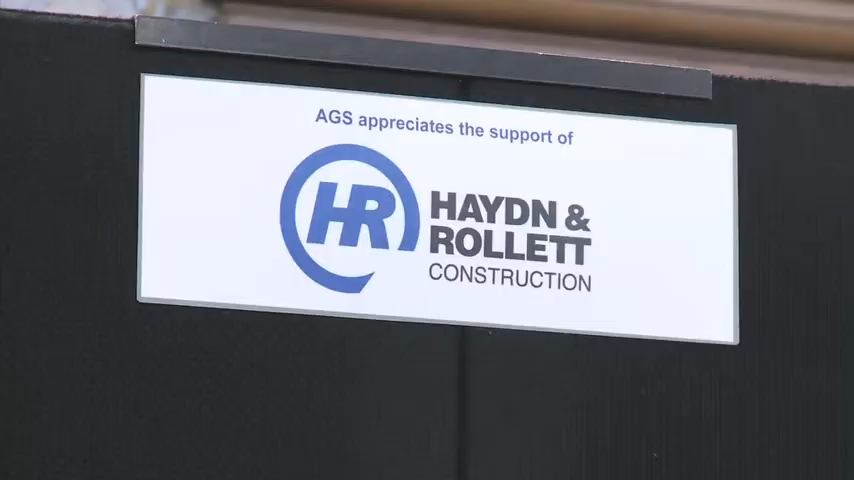 AGS appreciates the support of
HR
HAYDN &
ROLLETT
CONSTRUCTION